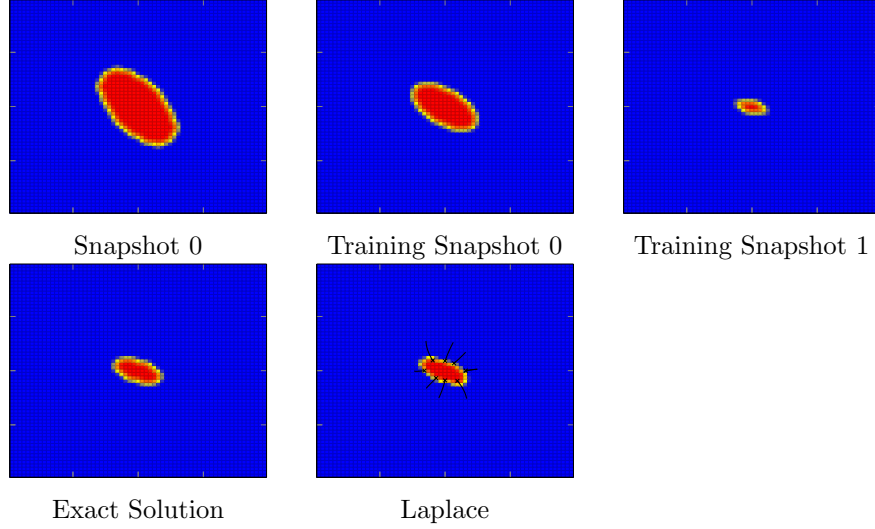 Snapshot 0
Training Snapshot 0
Training Snapshot 1
Exact Solution
Laplace